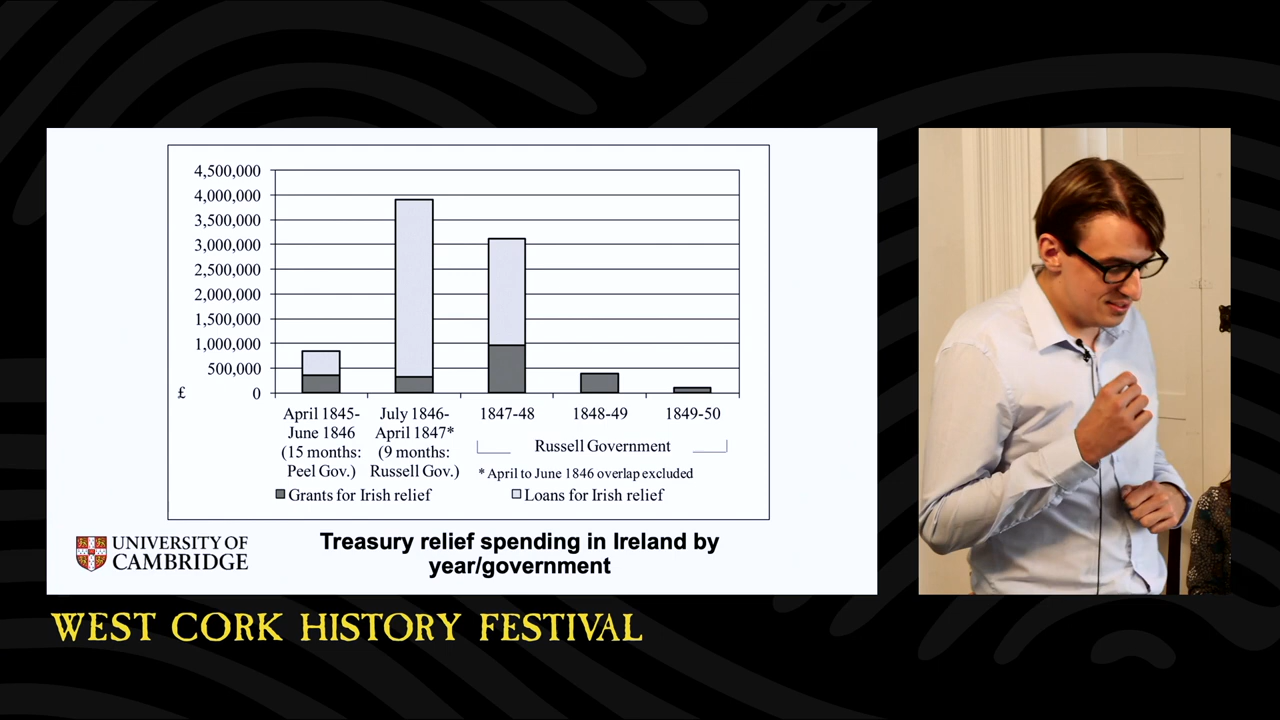 4,500,000
4,000,000
3,500,000
3,000,000
2,500,000
2,000,000
1,500,000
1,000,000
500,000
£ 0
April 1845-
June 1846
(15 months:
Peel Gov.)
July 1846-
April 1847*
(9 months:
Russell Gov.)
1847-48
1848-49
1849-50
Russell Government
* April to June 1846 overlap excluded
Grants for Irish relief
Loans for Irish relief
UNIVERSITY OF
CAMBRIDGE
Treasury relief spending in Ireland by
year/government
WEST CORK HISTORY FESTIVAL